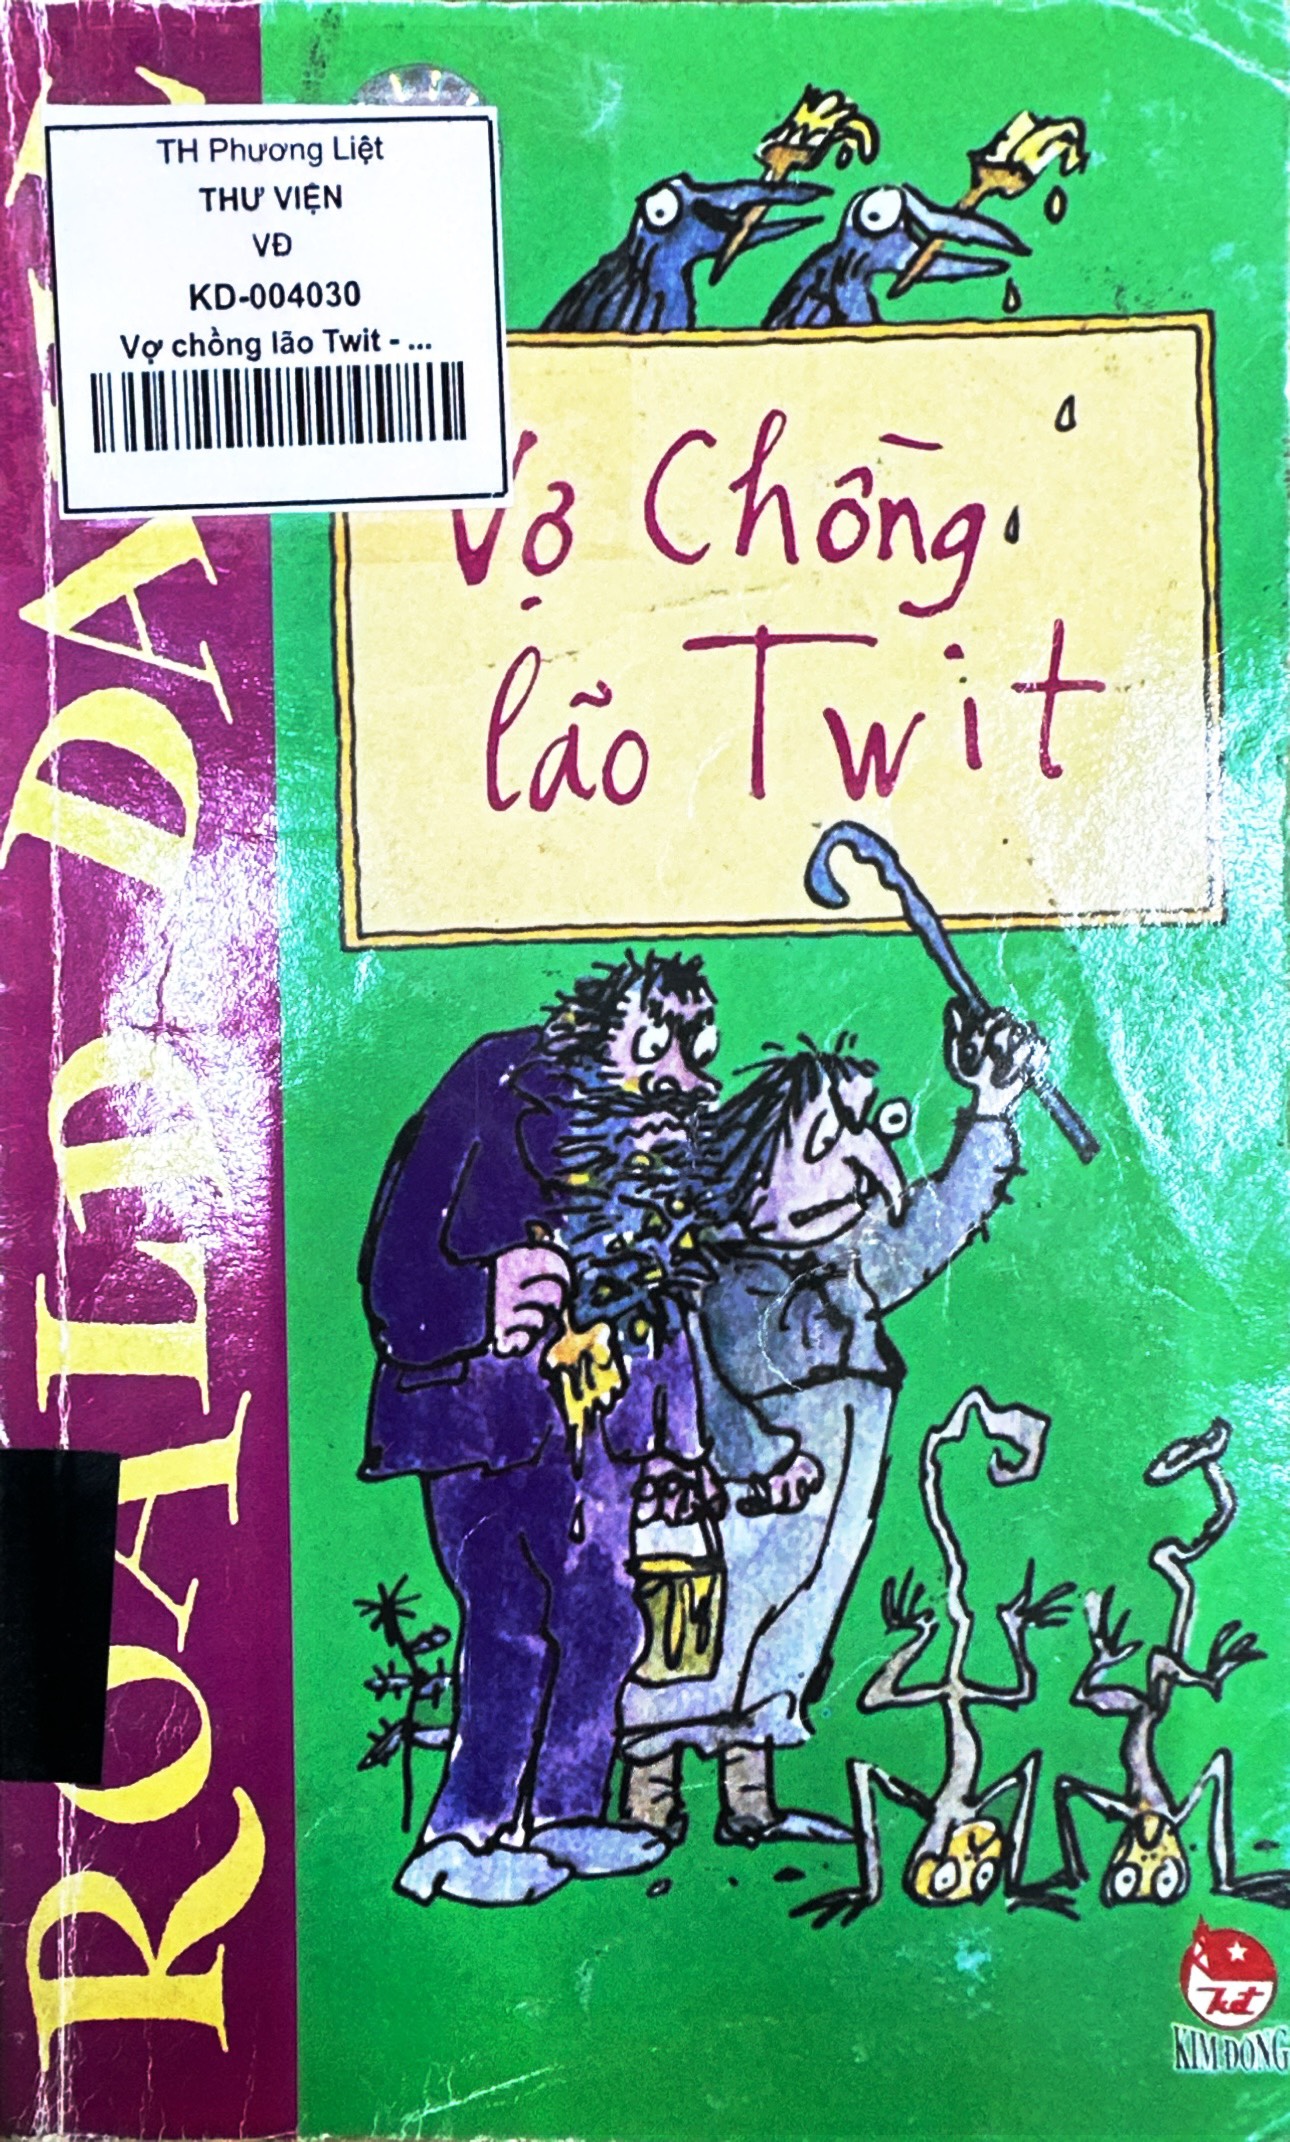 TH Phương Liệt
THƯ VIỆN
VĐ
KD-004030
Vợ chồng lão Twit - ...
Vợ Chồng
lão Twit
ROALD DA
KIM ĐỒNG